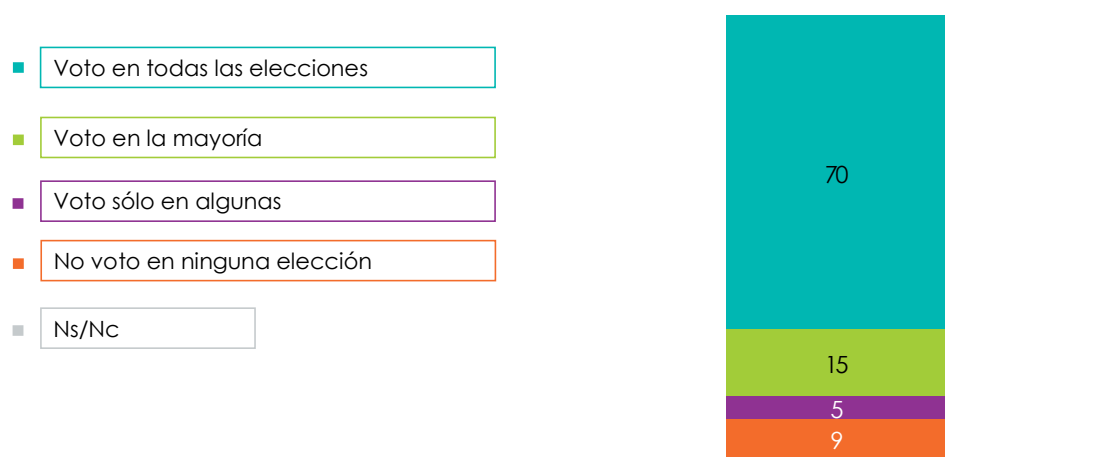 Voto en todas las elecciones
Voto en la mayoría
Voto sólo en algunas
No voto en ninguna elección
Ns/Nc
70
15
5
9